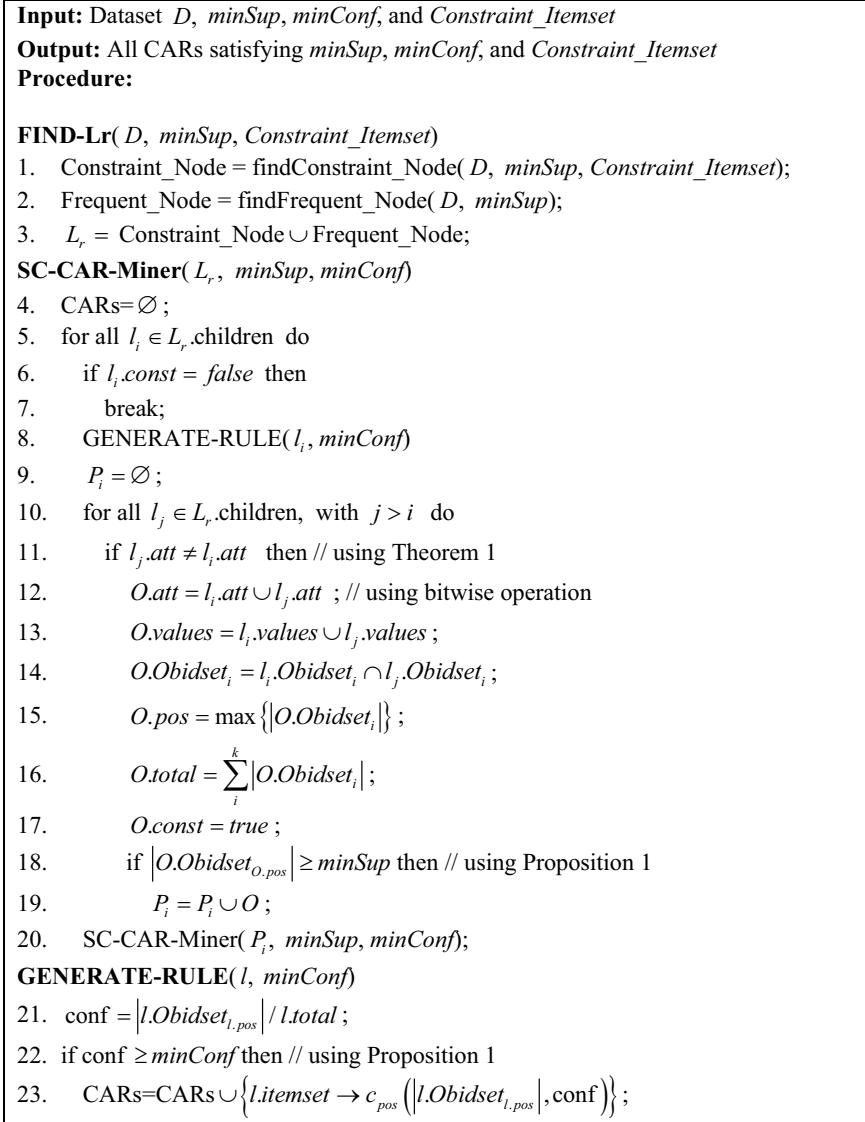 Input: Dataset D, minSup, minConf, and Constraint_Itemset
Output: All CARs satisfying minSup, minConf, and Constraint_Itemset
Procedure:
FIND-Lr( D, minSup, Constraint_Itemset)
1. Constraint_Node = findConstraint_Node( D, minSup, Constraint_Itemset);
2. Frequent_Node = findFrequent_Node( D, minSup);
3. L_r = Constraint_Node ∪ Frequent_Node;
SC-CAR-Miner( L_r, minSup, minConf)
4. CARs=∅ ;
5. for all l_i ∈ L_r.children do
6. if l_i.const = false then
7. break;
8. GENERATE-RULE( l_i, minConf)
9. P_i = ∅ ;
10. for all l_j ∈ L_r.children, with j > i do
11. if l_j.att ≠ l_i.att then // using Theorem 1
12. O.att = l_i.att ∪ l_j.att ; // using bitwise operation
13. O.values = l_i.values ∪ l_j.values ;
14. O.Obidset_i = l_i.Obidset_i ∩ l_j.Obidset_i ;
15. O.pos = max{|O.Obidset_i|} ;
16. O.total = ∑_i^k |O.Obidset_i| ;
17. O.const = true ;
18. if |O.Obidset_{O.pos}| ≥ minSup then // using Proposition 1
19. P_i = P_i ∪ O ;
20. SC-CAR-Miner( P_i, minSup, minConf);
GENERATE-RULE( l, minConf)
21. conf = |l.Obidset_{l.pos}| / l.total ;
22. if conf ≥ minConf then // using Proposition 1
23. CARs=CARs ∪ {l.itemset → c_{pos} (|l.Obidset_{l.pos}|, conf)} ;